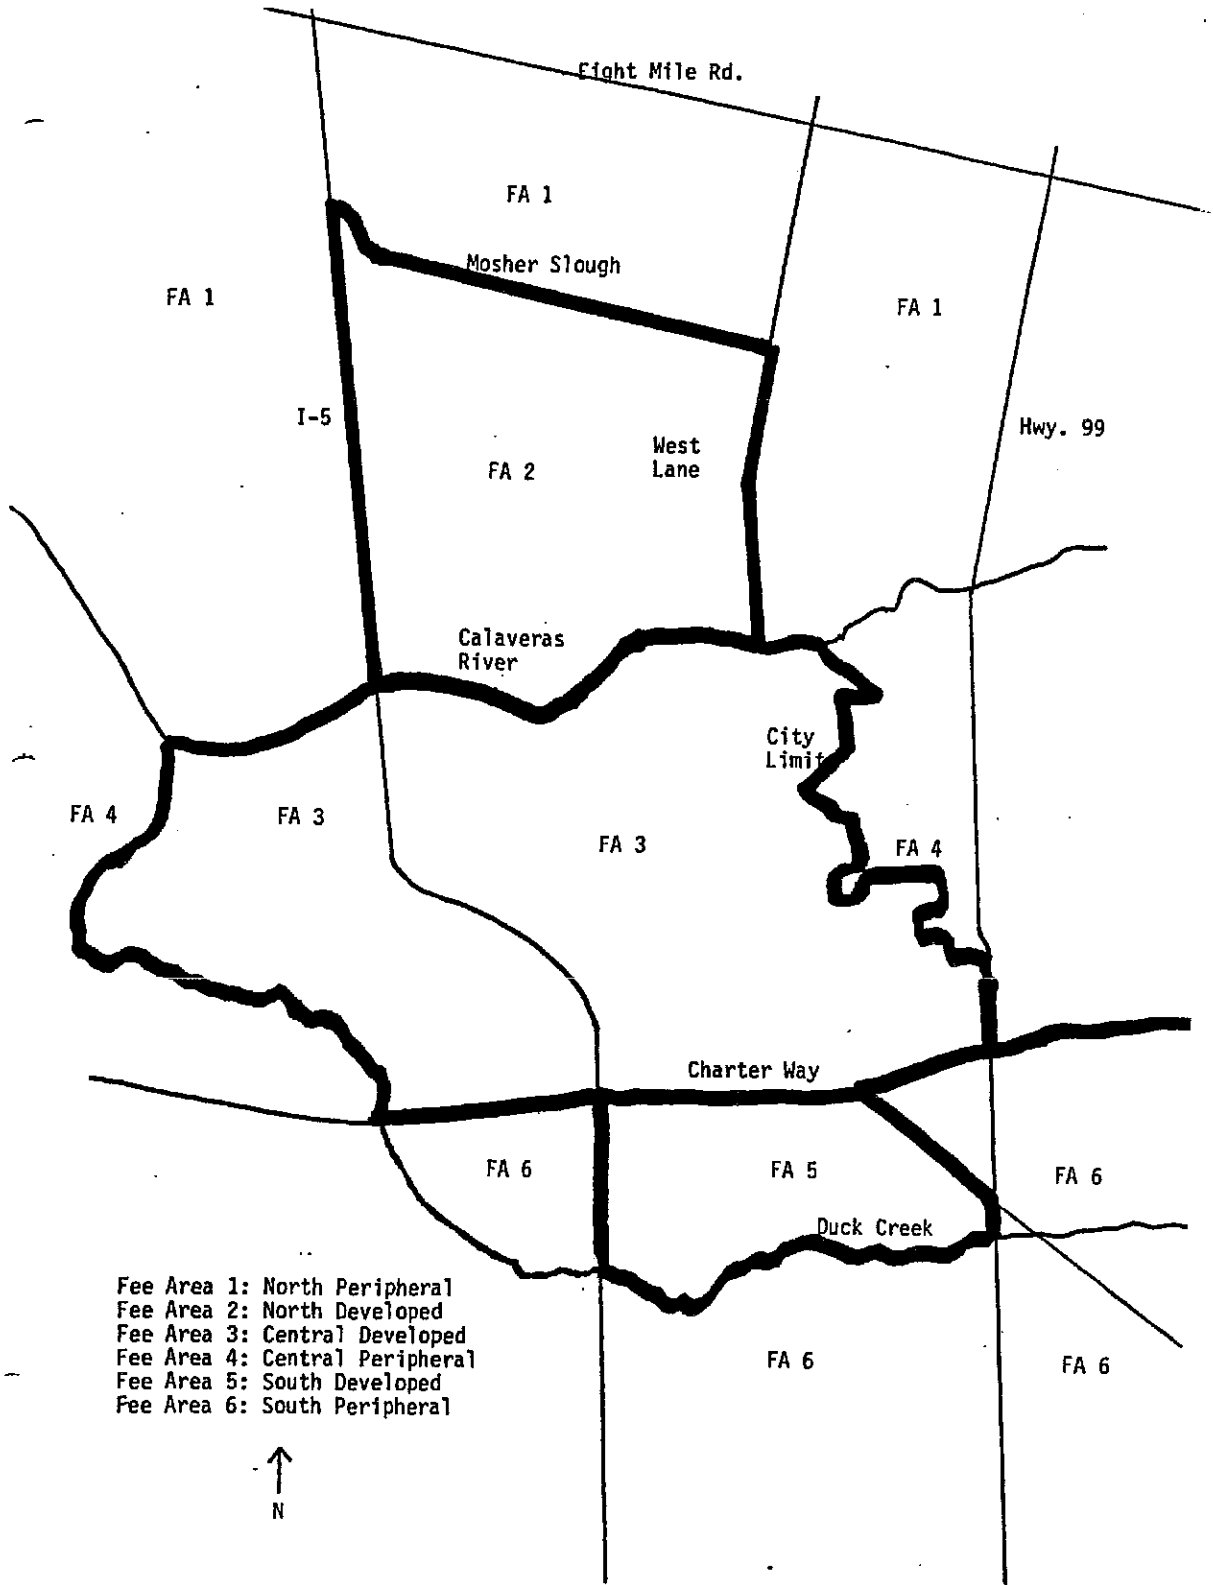 Eight Mile Rd.
FA 1
Mosher Slough
FA 1
FA 1
I-5
West
Lane
Hwy. 99
FA 2
Calaveras
River
City
Limit
FA 4
FA 3
FA 3
FA 4
Charter Way
FA 6
FA 5
FA 6
Duck Creek
Fee Area 1: North Peripheral
Fee Area 2: North Developed
Fee Area 3: Central Developed
Fee Area 4: Central Peripheral
Fee Area 5: South Developed
Fee Area 6: South Peripheral
FA 6
FA 6
N